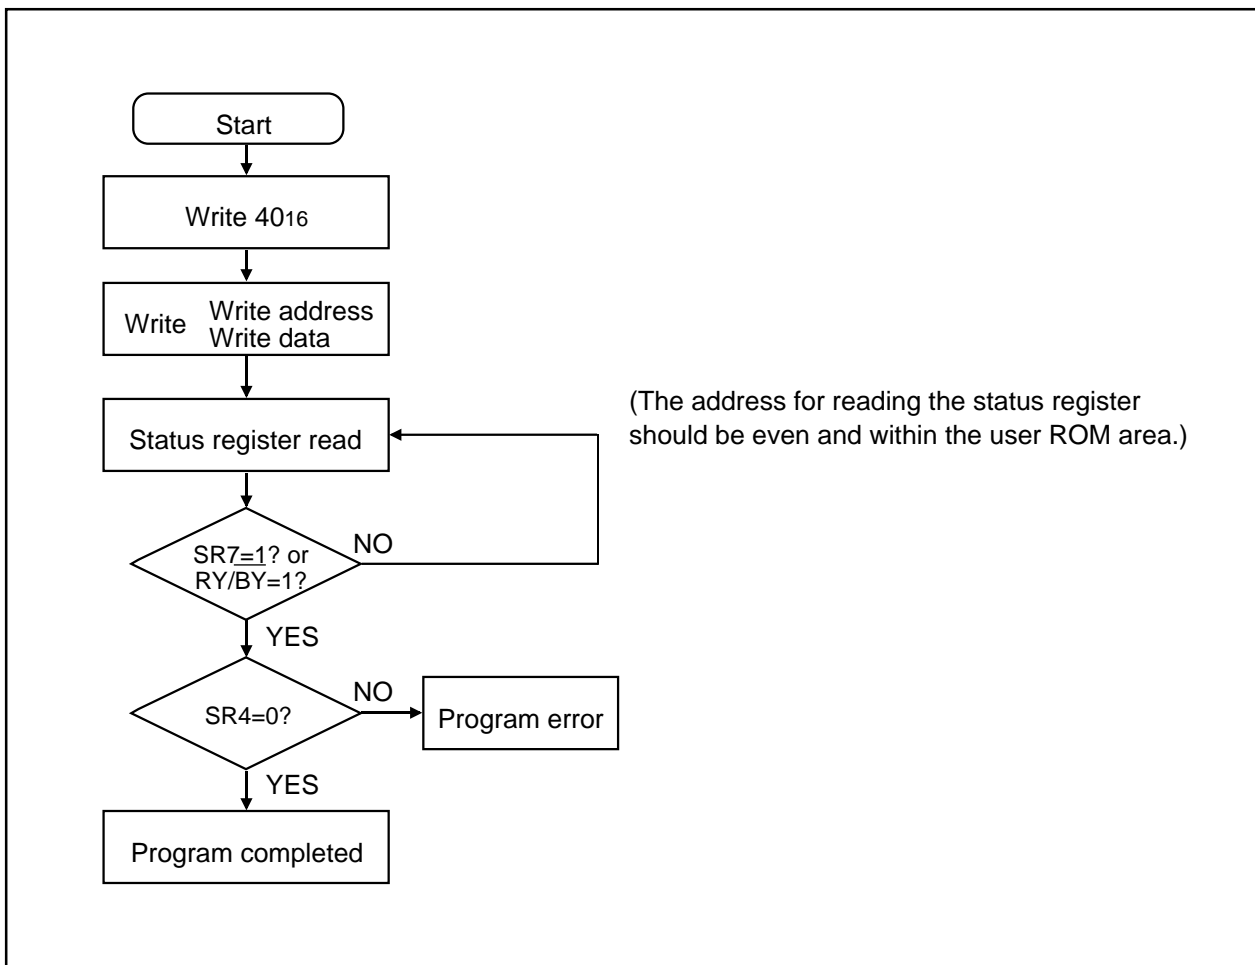 Start
Write 4016
Write Write address
Write data
Status register read
(The address for reading the status register
should be even and within the user ROM area.)
NO
SR7=1? or
RY/BY=1?
YES
NO
SR4=0?
Program error
YES
Program completed